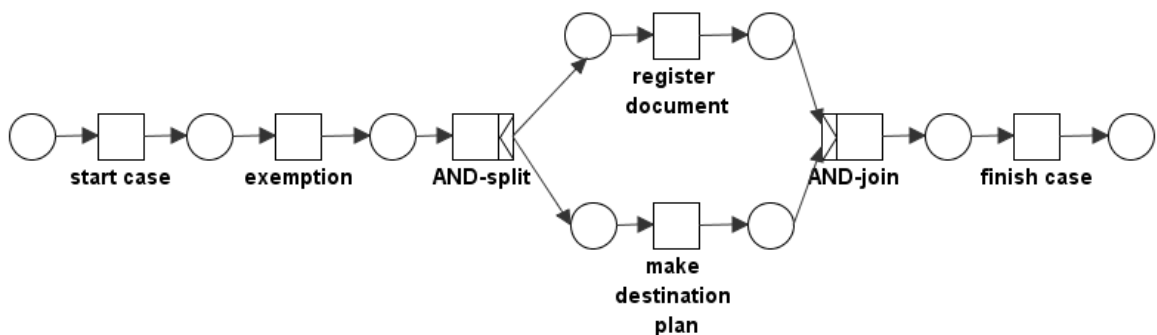 register
document
start case
exemption
AND-split
AND-join
finish case
make
destination
plan